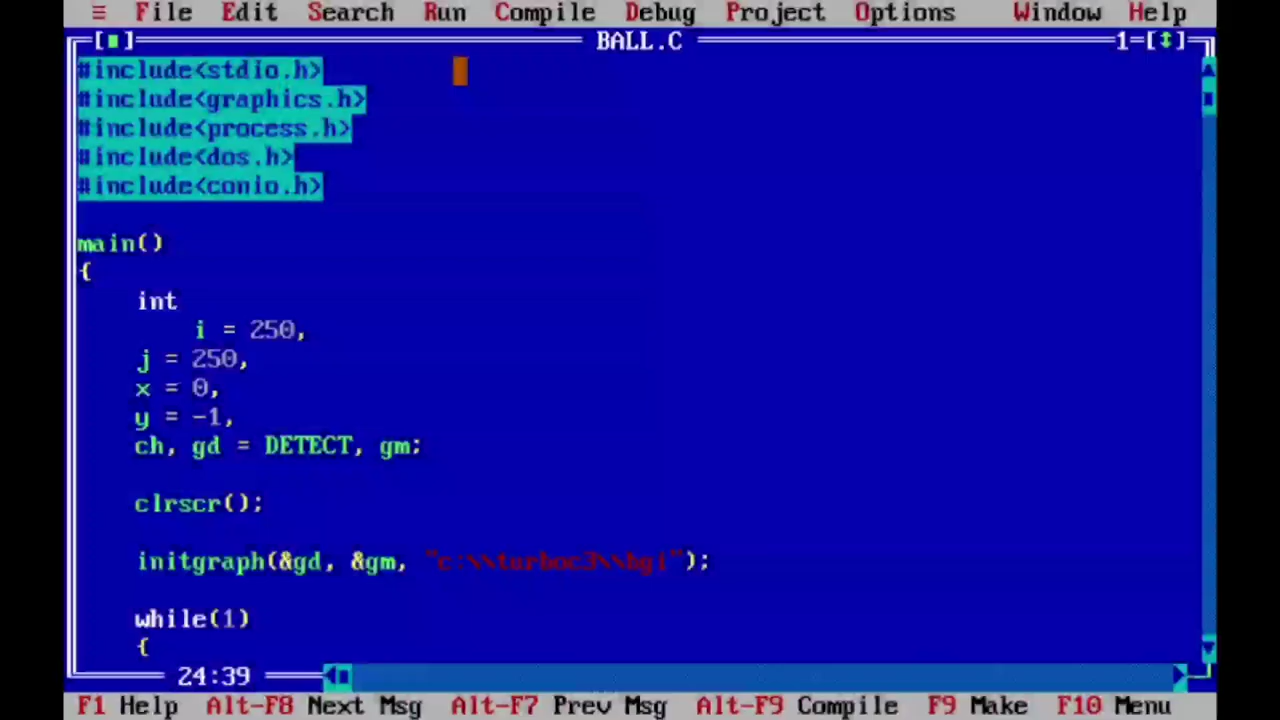 ≡ File Edit Search Run Compile Debug Project Options Window Help
[■] BALL.C 1=[↕]
#include<stdio.h>
#include<graphics.h>
#include<process.h>
#include<dos.h>
#include<conio.h>
main()
{
int
i = 250,
j = 250,
x = 0,
y = -1,
ch, gd = DETECT, gm;
clrscr();
initgraph(&gd, &gm, "c:\\turboc3\\bgi");
while(1)
{
24:39
F1 Help Alt-F8 Next Msg Alt-F7 Prev Msg Alt-F9 Compile F9 Make F10 Menu